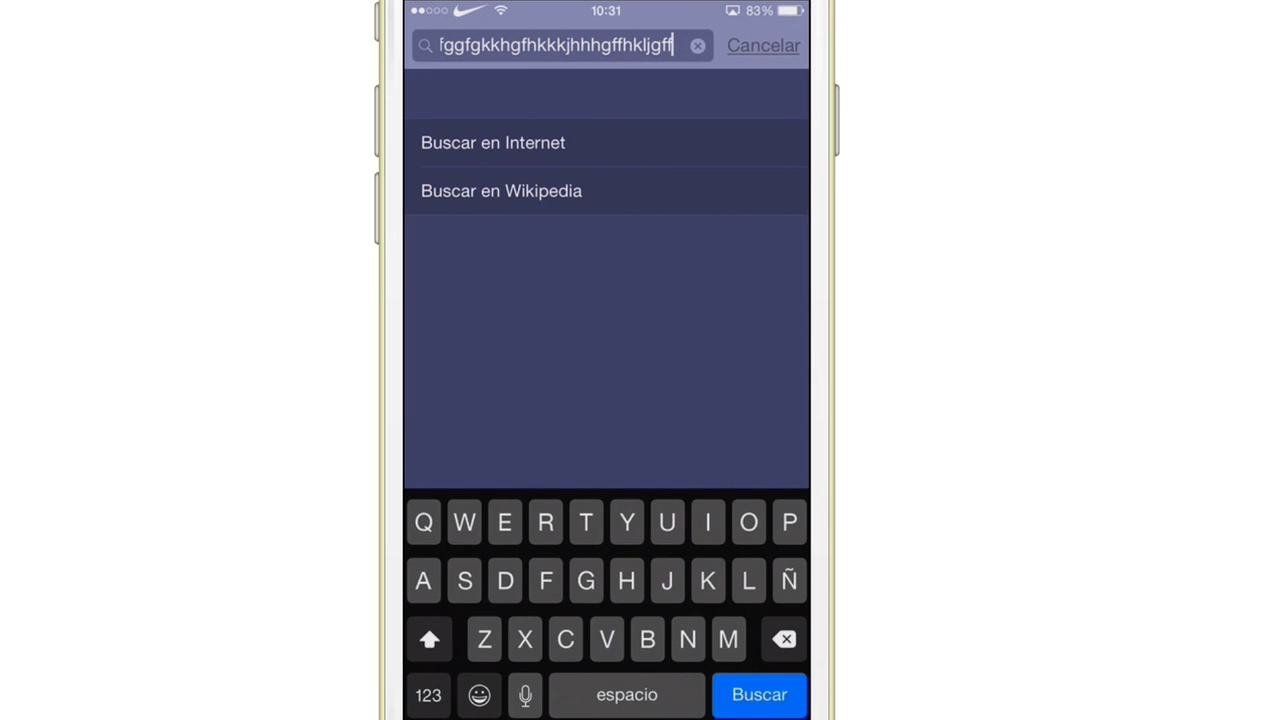 10:31 83%
fggfgkkhgfhkkkjhhhgffhkljgff Cancelar
Buscar en Internet
Buscar en Wikipedia
Q W E R T Y U I O P
A S D F G H J K L Ñ
Z X C V B N M
123 espacio Buscar